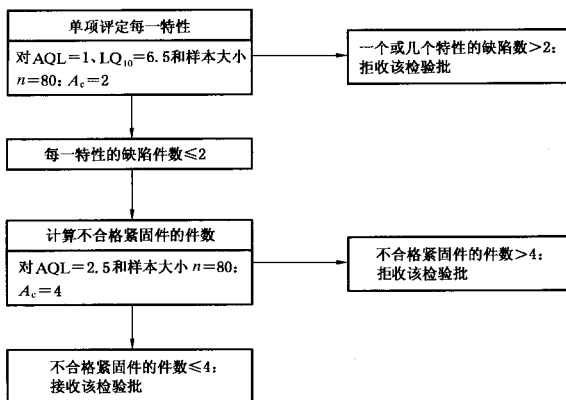 单项评定每一特性
对AQL=1、LQ₁₀=6.5和样本大小
n=80；Ac=2
一个或几个特性的缺陷数>2；
拒收该检验批
每一特性的缺陷件数≤2
计算不合格紧固件的件数
对AQL=2.5和样本大小 n=80；
Ac=4
不合格紧固件的件数>4；
拒收该检验批
不合格紧固件的件数≤4；
接收该检验批